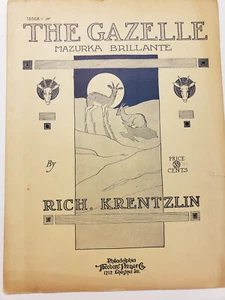 THE GAZELLE
MAZURKA BRILLANTE
By
PRICE
CENTS
RICH. KRENTZLIN
Philadelphia
Theodore Presser Co.
1712 Chestnut St.